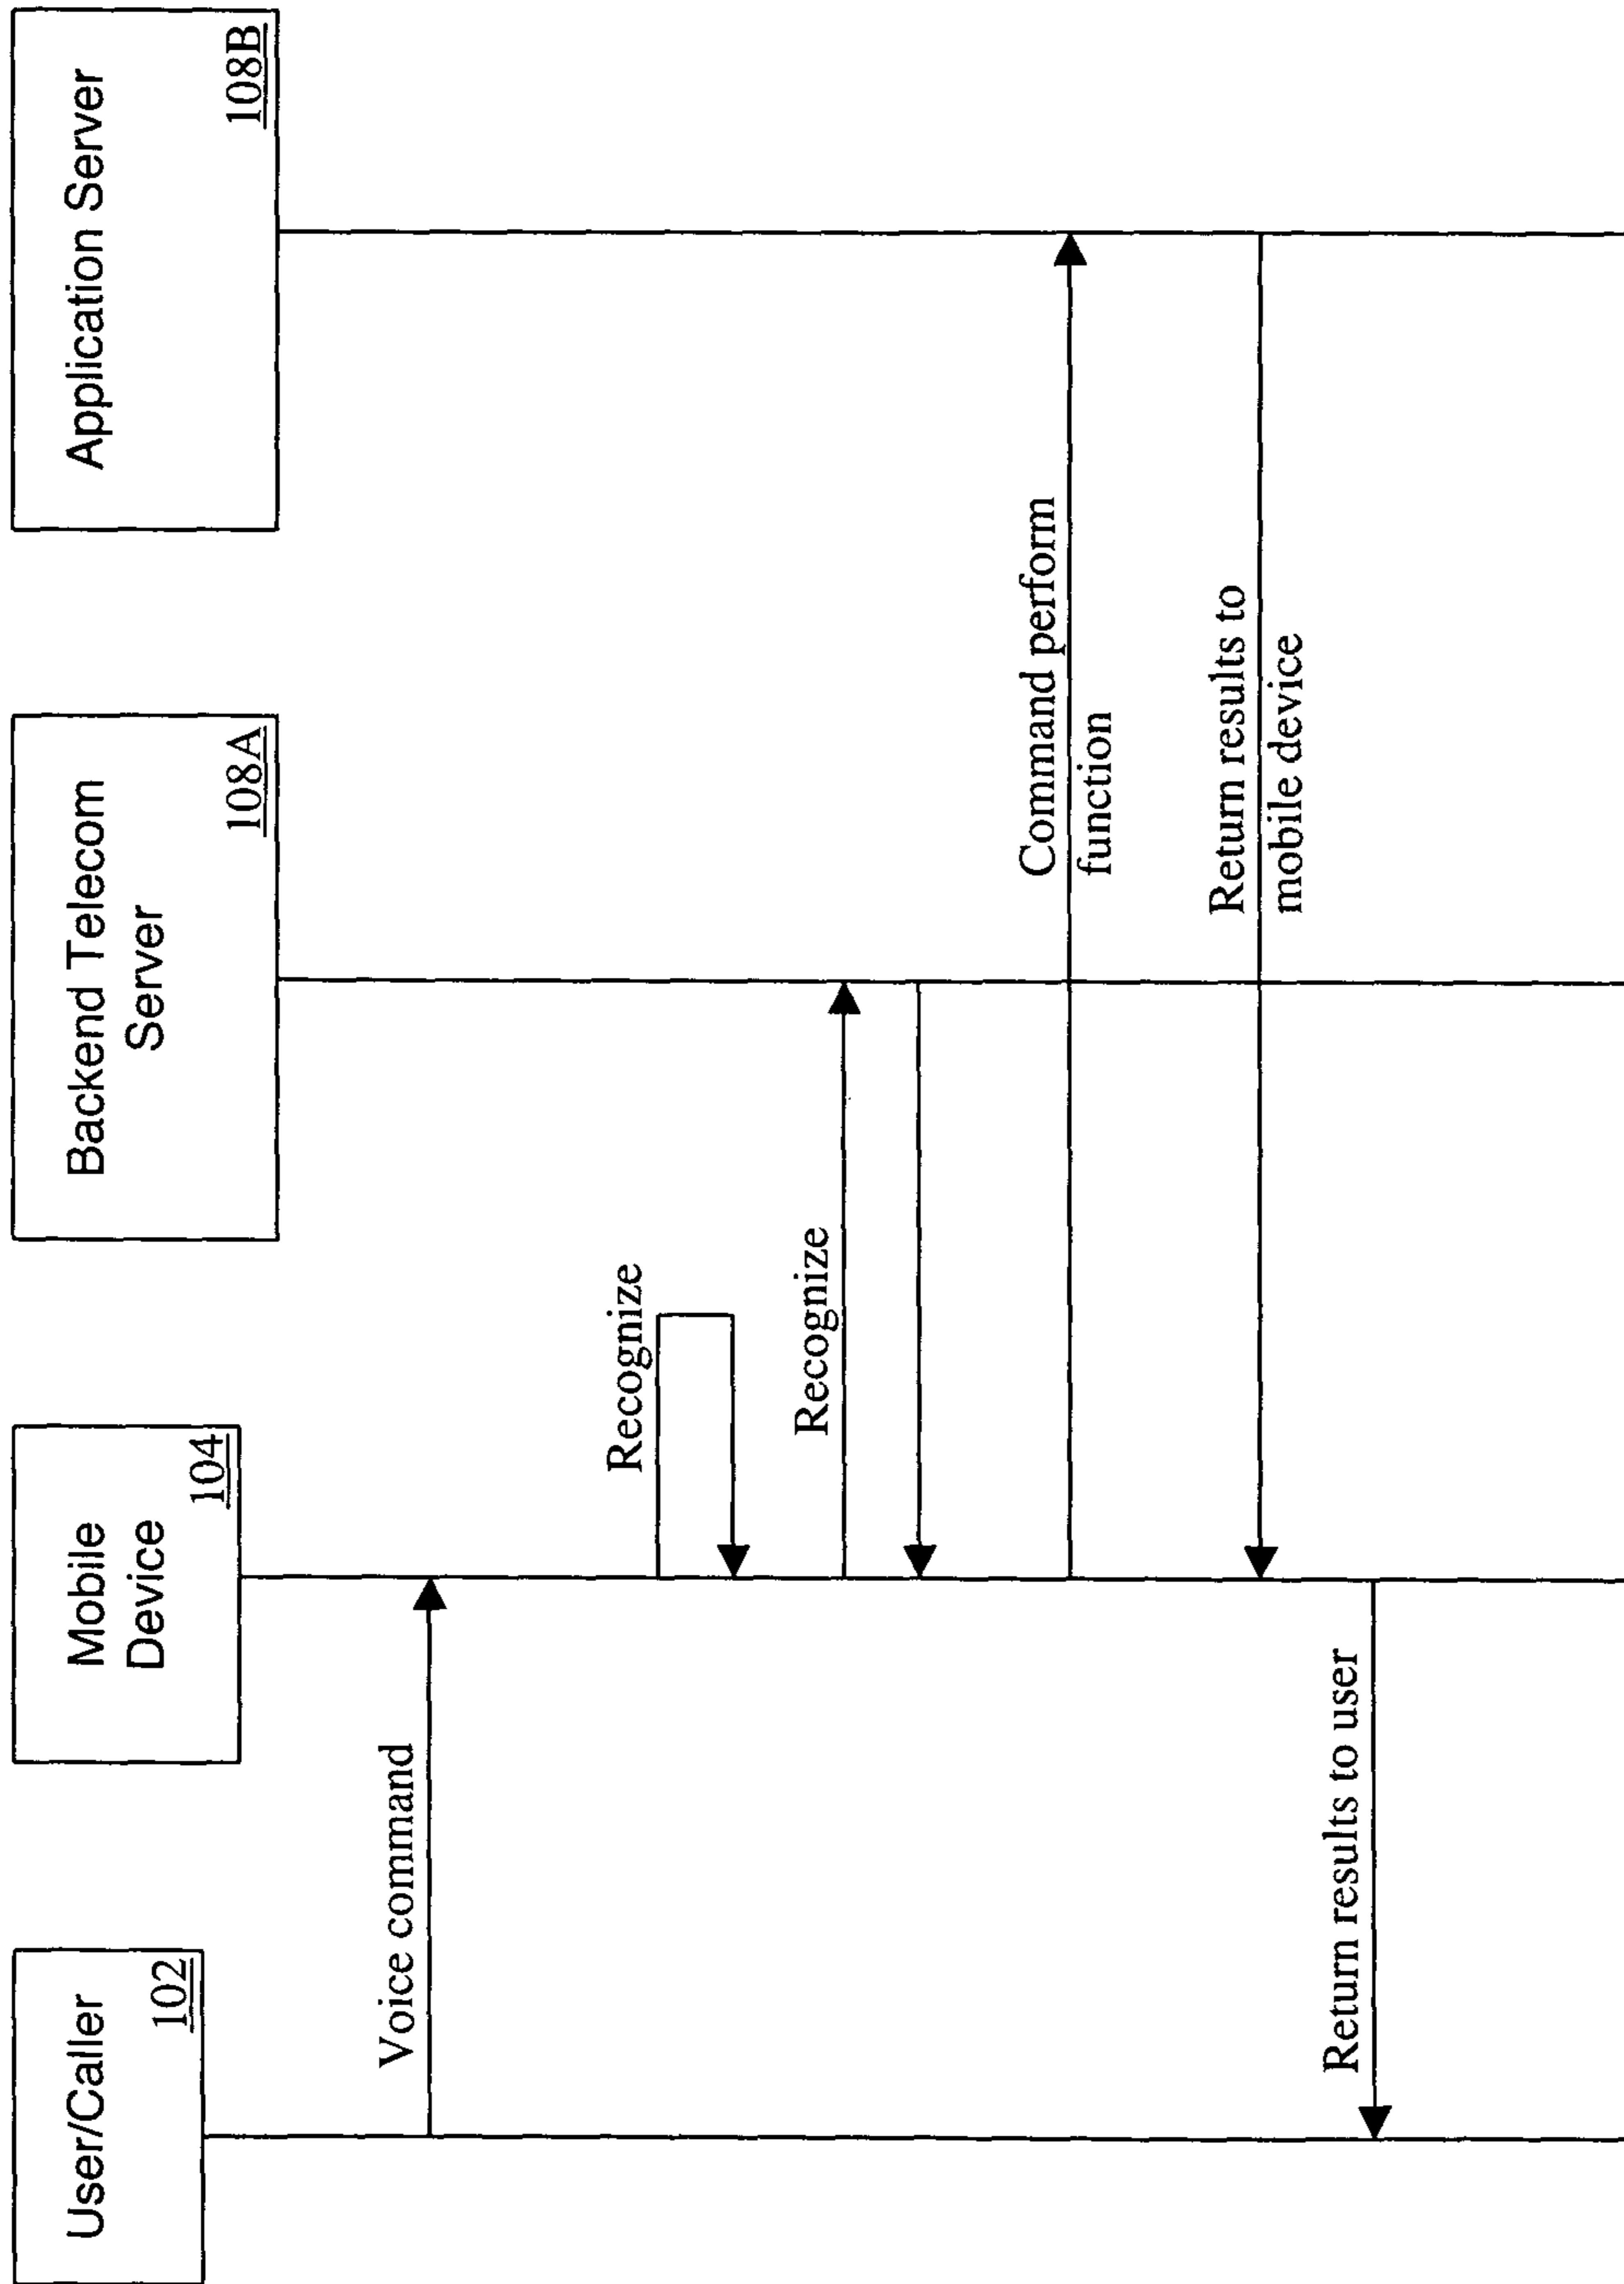 User/Caller
102
Mobile
Device
104
Backend Telecom
Server
108A
Application Server
108B
Voice command
Recognize
Recognize
Command perform
function
Return results to
mobile device
Return results to user